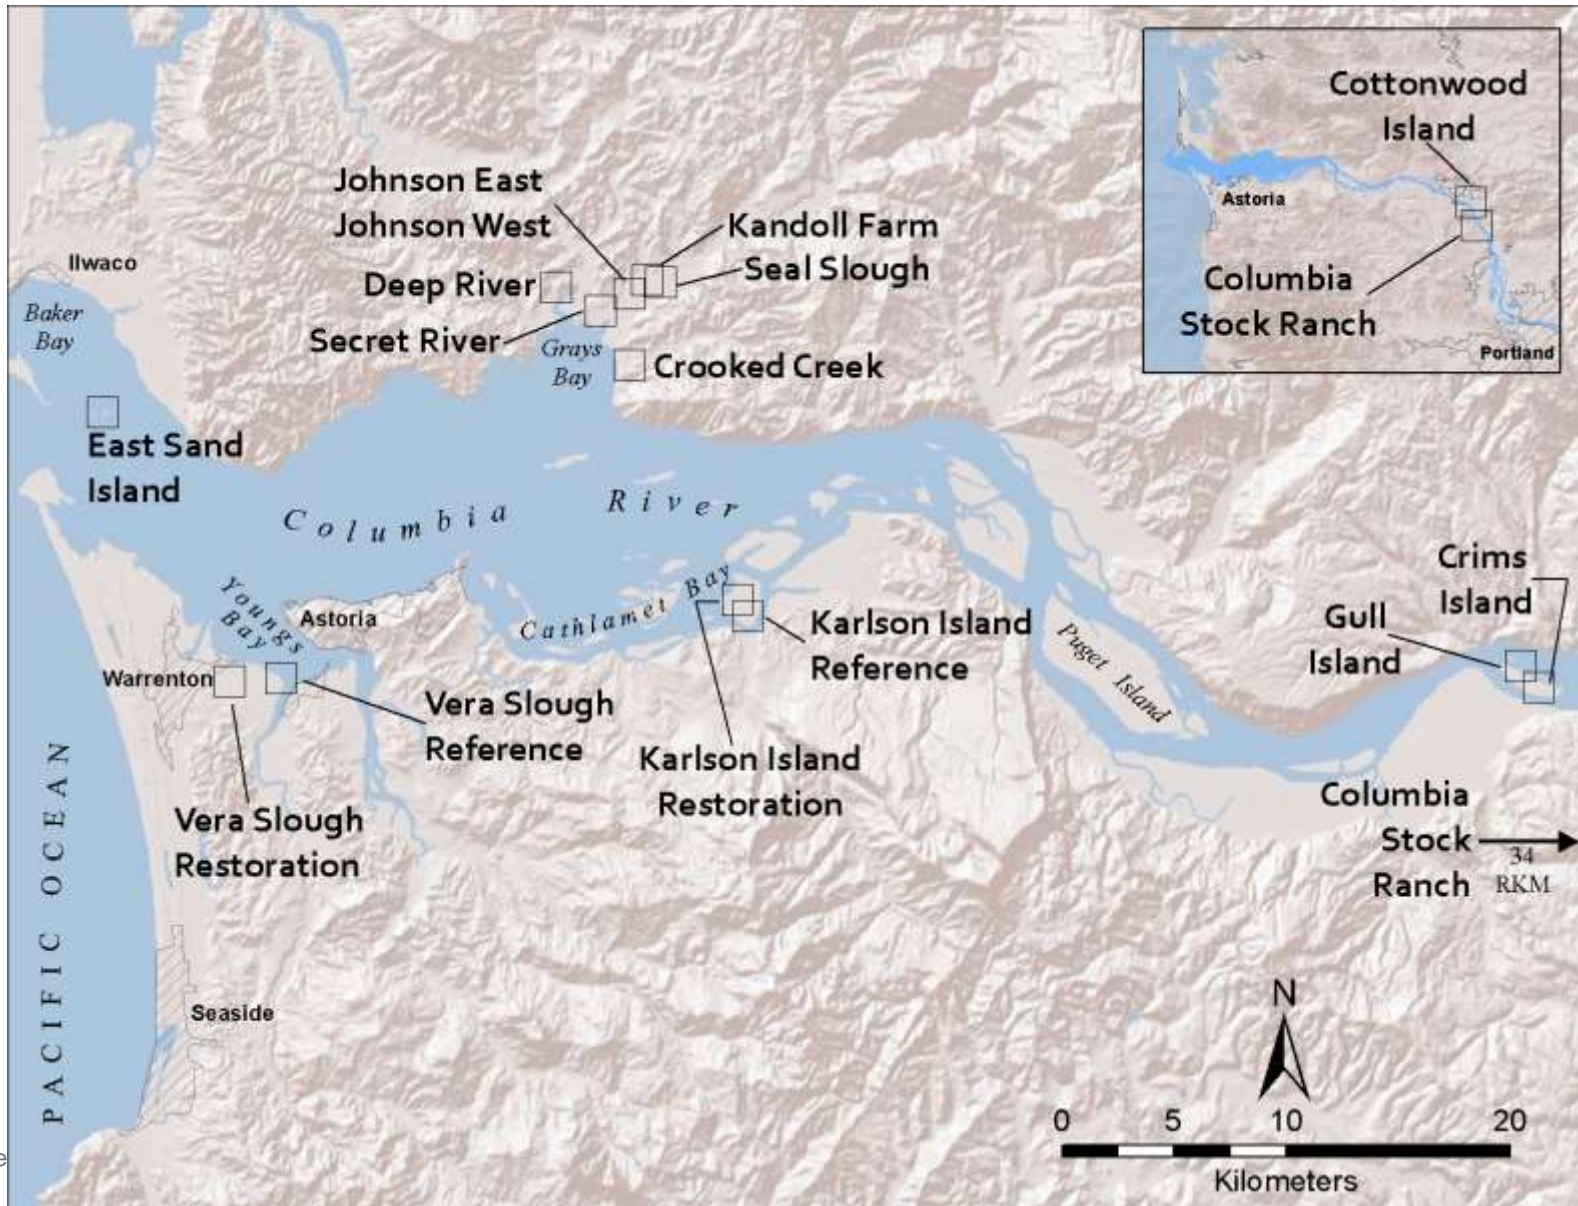 Cottonwood
Island
Astoria
Columbia
Stock Ranch
Portland
Johnson East
Johnson West
Kandoll Farm
Seal Slough
Deep River
Secret River
Grays
Bay
Crooked Creek
Ilwaco
Baker
Bay
East Sand
Island
Columbia River
Youngs
Bay
Astoria
Cathlamet Bay
Karlson Island
Reference
Puget Island
Crims
Island
Gull
Island
Warrenton
Vera Slough
Reference
Karlson Island
Restoration
Vera Slough
Restoration
Columbia
Stock
Ranch
34
RKM
PACIFIC OCEAN
Seaside
N
0 5 10 20
Kilometers
e